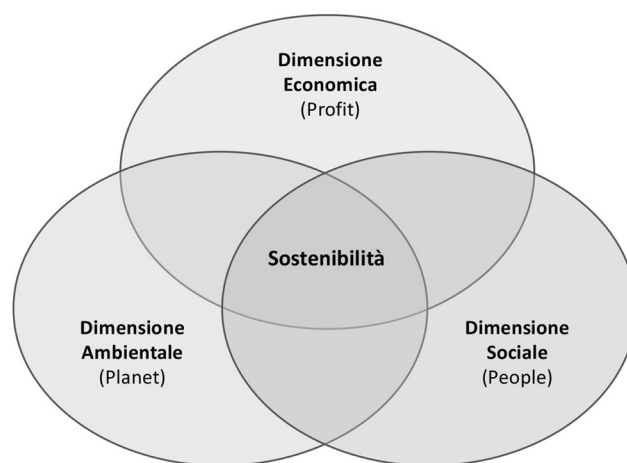 Dimensione
Economica
(Profit)
Sostenibilità
Dimensione
Ambientale
(Planet)
Dimensione
Sociale
(People)